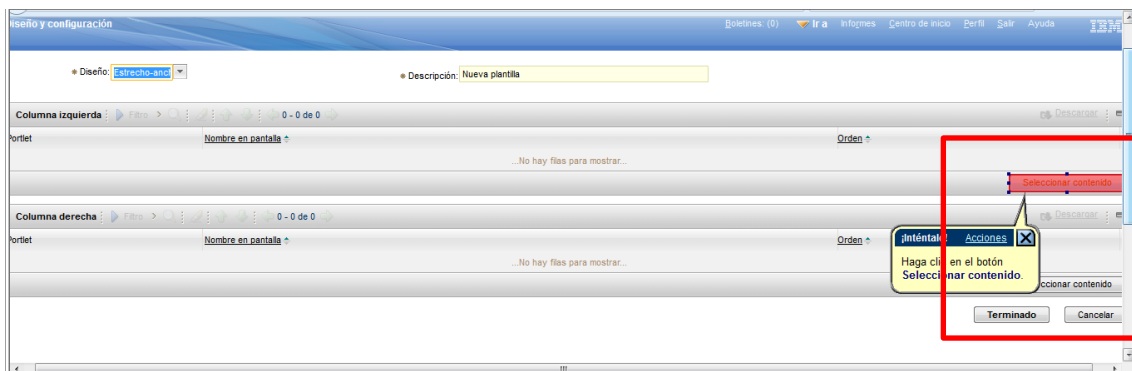 Diseño y configuración
Boletines: (0) Ir a Informes Centro de inicio Perfil Salir Ayuda IBM
* Diseño: Estrecho-ancl * Descripción: Nueva plantilla
Columna izquierda Filtro 0 - 0 de 0 Descargar
Portlet Nombre en pantalla Orden
...No hay filas para mostrar...
Seleccionar contenido
Columna derecha Filtro 0 - 0 de 0 Descargar
Portlet Nombre en pantalla Orden
...No hay filas para mostrar...
¡Inténtalo! Acciones X
Haga clic en el botón
Seleccionar contenido.
ccionar contenido
Terminado Cancelar